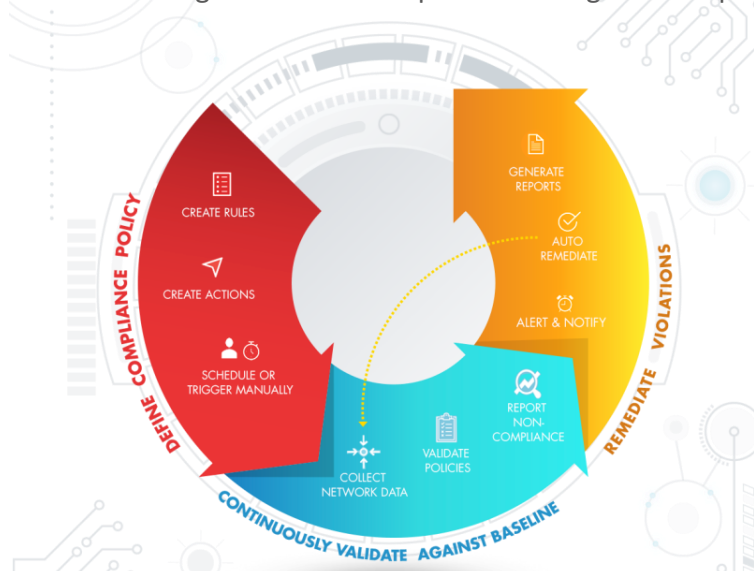 DEFINE COMPLIANCE POLICY
CREATE RULES
CREATE ACTIONS
SCHEDULE OR
TRIGGER MANUALLY
CONTINUOUSLY VALIDATE AGAINST BASELINE
COLLECT
NETWORK DATA
VALIDATE
POLICIES
REPORT
NON-
COMPLIANCE
REMEDIATE VIOLATIONS
ALERT & NOTIFY
AUTO
REMEDIATE
GENERATE
REPORTS